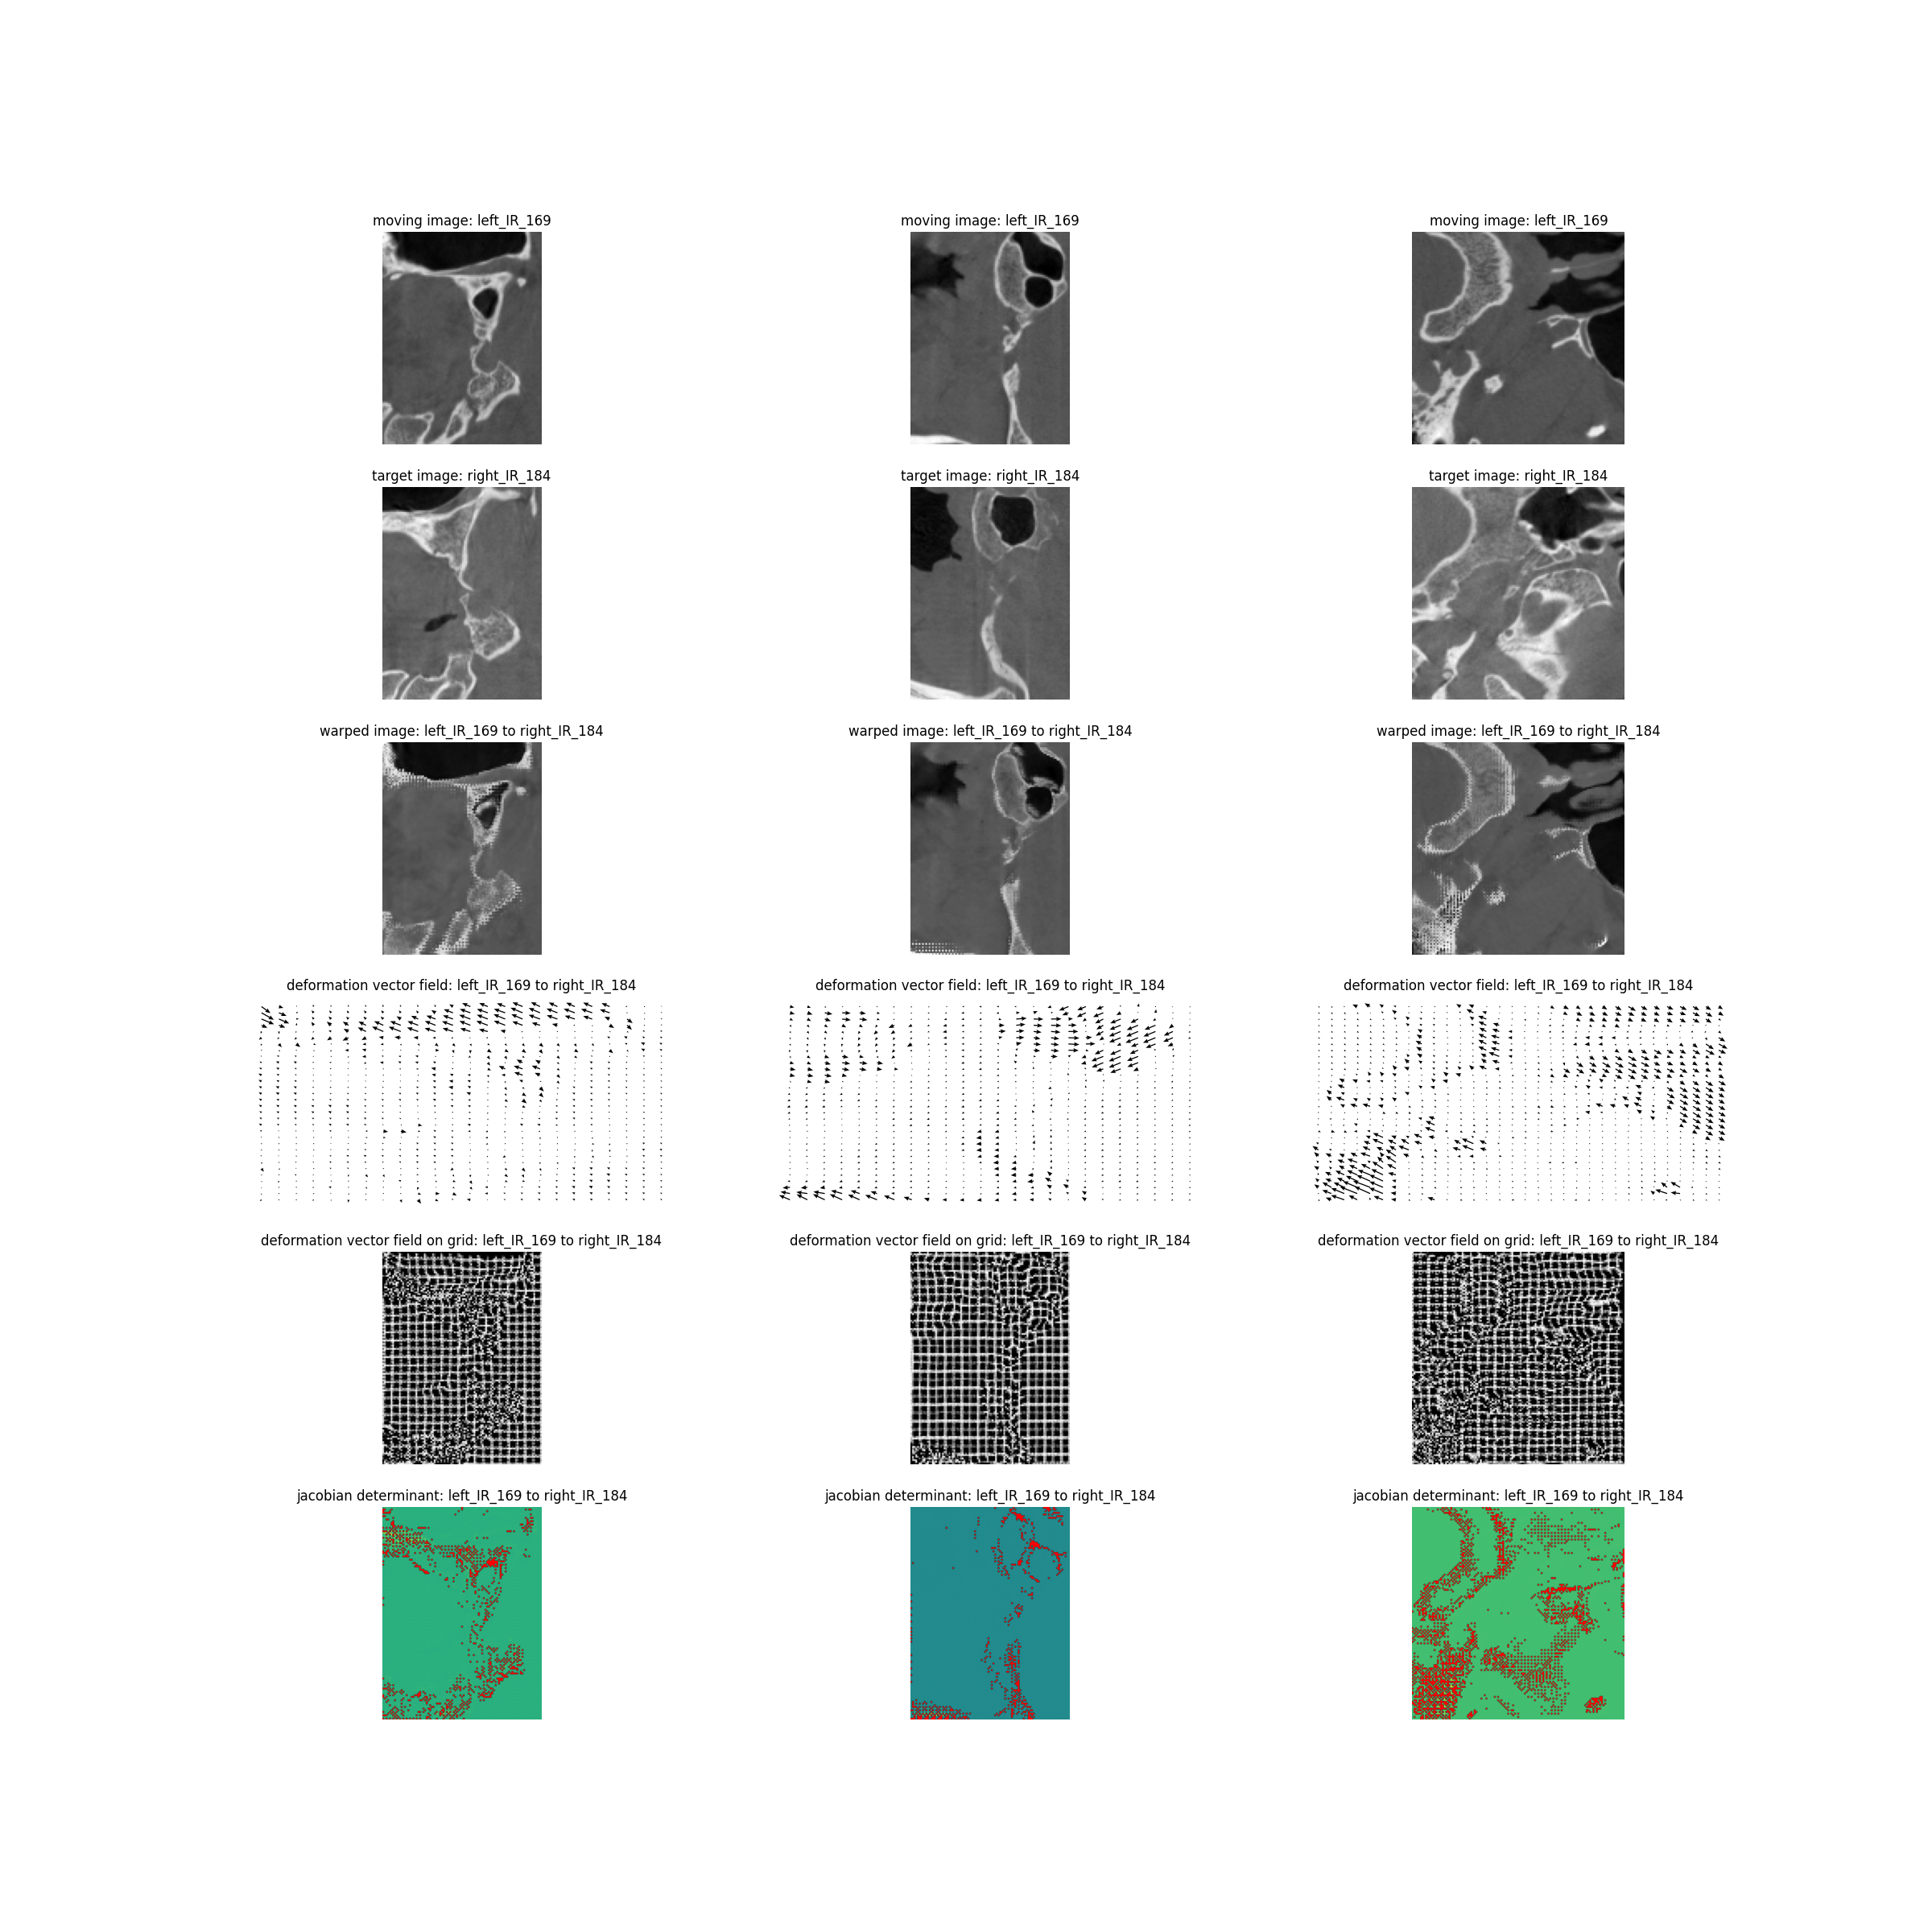 moving image: left_IR_169
moving image: left_IR_169
moving image: left_IR_169
target image: right_IR_184
target image: right_IR_184
target image: right_IR_184
warped image: left_IR_169 to right_IR_184
warped image: left_IR_169 to right_IR_184
warped image: left_IR_169 to right_IR_184
deformation vector field: left_IR_169 to right_IR_184
deformation vector field: left_IR_169 to right_IR_184
deformation vector field: left_IR_169 to right_IR_184
deformation vector field on grid: left_IR_169 to right_IR_184
deformation vector field on grid: left_IR_169 to right_IR_184
deformation vector field on grid: left_IR_169 to right_IR_184
jacobian determinant: left_IR_169 to right_IR_184
jacobian determinant: left_IR_169 to right_IR_184
jacobian determinant: left_IR_169 to right_IR_184